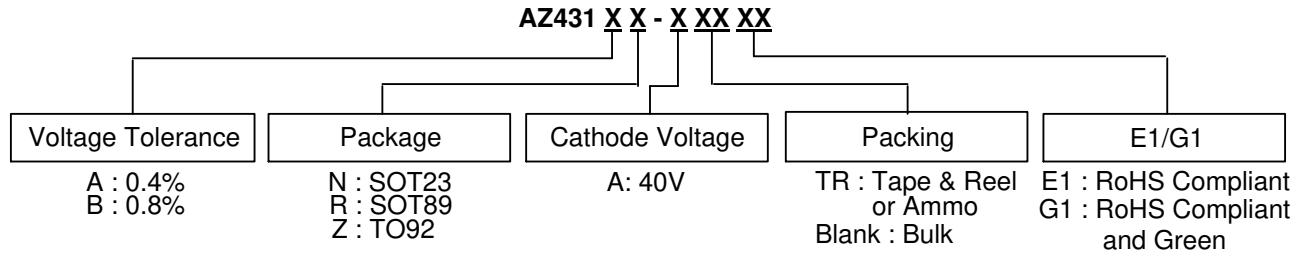 AZ431 X X - X XX XX
Voltage Tolerance
A : 0.4%
B : 0.8%
Package
N : SOT23
R : SOT89
Z : TO92
Cathode Voltage
A: 40V
Packing
TR : Tape & Reel
or Ammo
Blank : Bulk
E1/G1
E1 : RoHS Compliant
G1 : RoHS Compliant
and Green